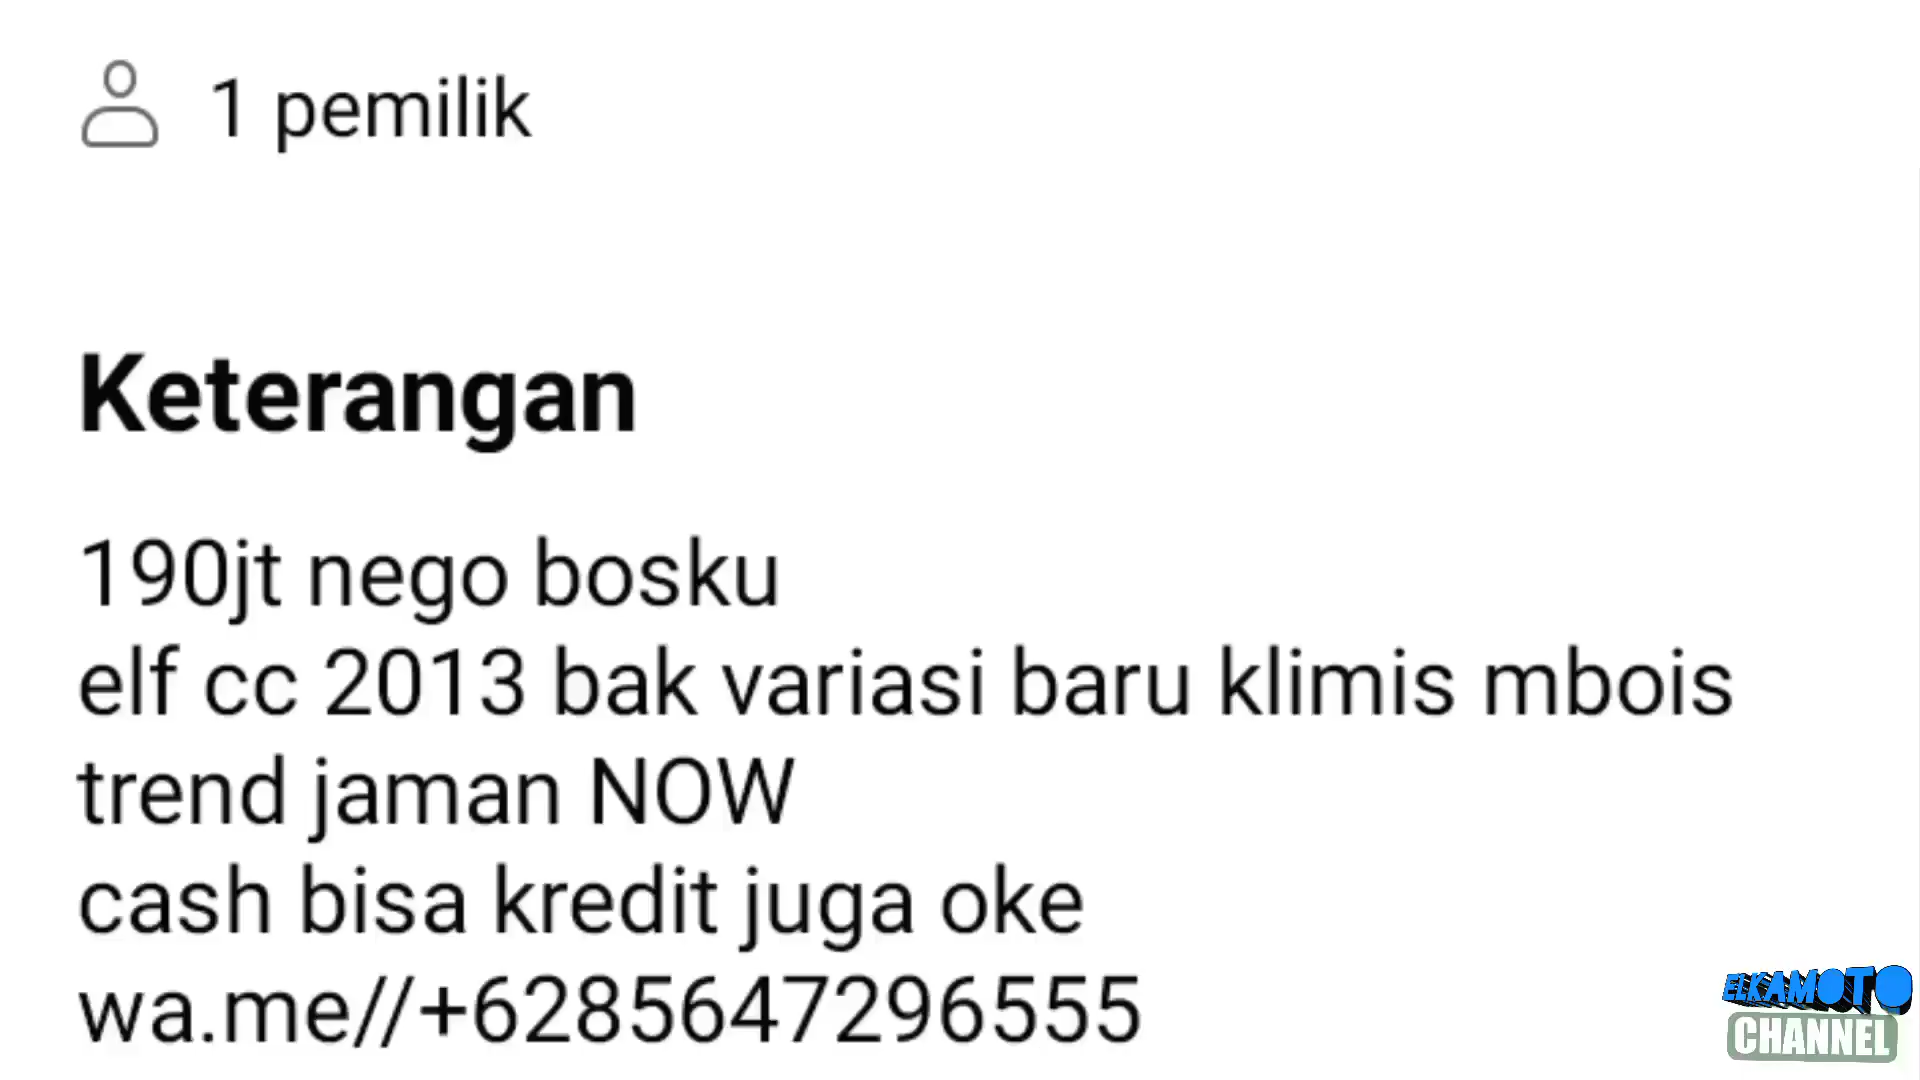 1 pemilik
Keterangan
190jt nego bosku
elf cc 2013 bak variasi baru klimis mbois
trend jaman NOW
cash bisa kredit juga oke
wa.me//+6285647296555
ELKAMOTO
CHANNEL